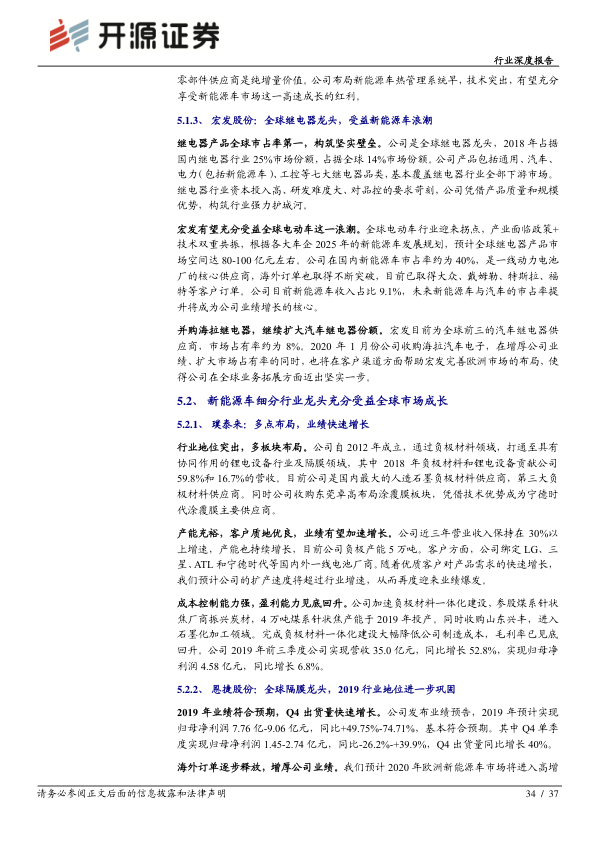 开源证券
行业深度报告
零部件供应商是纯增量价值。公司布局新能源车热管理系统早，技术突出，有望充分
享受新能源车市场这一高速成长的红利。
5.1.3、 宏发股份：全球继电器龙头，受益新能源车浪潮
继电器产品全球市占率第一，构筑坚实壁垒。公司是全球继电器龙头，2018 年占据
国内继电器行业 25%市场份额，占据全球 14%市场份额。公司产品包括通用、汽车、
电力（包括新能源车）、工控等七大继电器品类，基本覆盖继电器行业全部下游市场。
继电器行业资本投入高、研发难度大、对品控的要求苛刻，公司凭借产品质量和规模
优势，构筑行业强力护城河。
宏发有望充分受益全球电动车这一浪潮。全球电动车行业迎来拐点，产业面临政策+
技术双重共振，根据各大车企 2025 年的新能源车发展规划，预计全球继电器产品市
场空间达 80-100 亿元左右。公司在国内新能源车市占率约为 40%，是一线动力电池
厂的核心供应商，海外订单也取得不断突破，目前已取得大众、戴姆勒、特斯拉、福
特等客户订单。公司目前新能源车收入占比 9.1%，未来新能源车与汽车的市占率提
升将成为公司业绩增长的核心。
并购海拉继电器，继续扩大汽车继电器份额。宏发目前为全球前三的汽车继电器供
应商，市场占有率约为 8%。2020 年 1 月份公司收购海拉汽车电子，在增厚公司业
绩、扩大市场占有率的同时，也将在客户渠道方面帮助宏发完善欧洲市场的布局，使
得公司在全球业务拓展方面迈出坚实一步。
5.2、 新能源车细分行业龙头充分受益全球市场成长
5.2.1、 璞泰来：多点布局，业绩快速增长
行业地位突出，多板块布局。公司自 2012 年成立，通过负极材料领域，打通至具有
协同作用的锂电设备行业及隔膜领域，其中 2018 年负极材料和锂电设备贡献公司
59.8%和 16.7%的营收。目前公司是国内最大的人造石墨负极材料供应商，第三大负
极材料供应商。同时公司收购东莞卓高布局涂覆膜板块，凭借技术优势成为宁德时
代涂覆膜主要供应商。
产能充裕，客户质地优良，业绩有望加速增长。公司近三年营业收入保持在 30%以
上增速，产能也持续增长，目前公司负极产能 5 万吨。客户方面，公司绑定 LG、三
星、ATL 和宁德时代等国内外一线电池厂商。随着优质客户对产品需求的快速增长，
我们预计公司的扩产速度将超过行业增速，从而再度迎来业绩爆发。
成本控制能力强，盈利能力见底回升。公司加速负极材料一体化建设，参股煤系针状
焦厂商振兴炭材，4 万吨煤系针状焦产能于 2019 年投产。同时收购山东兴丰，进入
石墨化加工领域。完成负极材料一体化建设大幅降低公司制造成本，毛利率已见底
回升。公司 2019 年前三季度公司实现营收 35.0 亿元，同比增长 52.8%，实现归母净
利润 4.58 亿元，同比增长 6.8%。
5.2.2、 恩捷股份：全球隔膜龙头，2019 行业地位进一步巩固
2019 年业绩符合预期，Q4 出货量快速增长。公司发布业绩预告，2019 年预计实现
归母净利润 7.76 亿-9.06 亿元，同比+49.75%-74.71%，基本符合预期。其中 Q4 单季
度实现归母净利润 1.45-2.74 亿元，同比-26.2%-+39.9%，Q4 出货量同比增长 40%。
海外订单逐步释放，增厚公司业绩。我们预计 2020 年欧洲新能源车市场将进入高增
请务必参阅正文后面的信息披露和法律声明
34 / 37